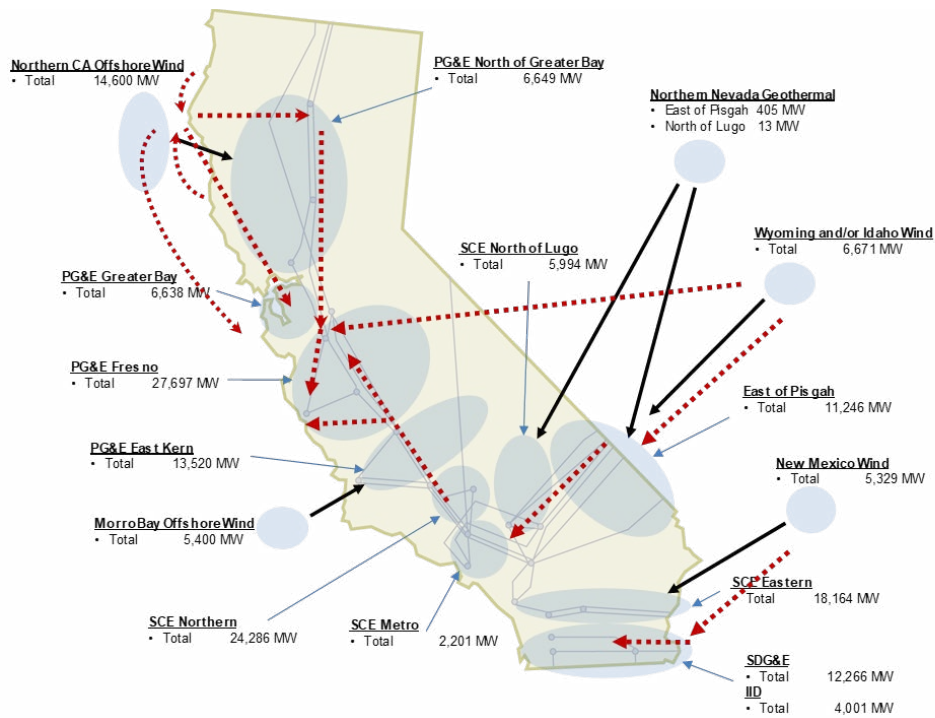 Northern CA Offshore Wind
• Total 14,600 MW
PG&E North of Greater Bay
• Total 6,649 MW
Northern Nevada Geothermal
• East of Pisgah 405 MW
• North of Lugo 13 MW
Wyoming and/or Idaho Wind
• Total 6,671 MW
SCE North of Lugo
• Total 5,994 MW
PG&E Greater Bay
• Total 6,638 MW
PG&E Fresno
• Total 27,697 MW
East of Pisgah
• Total 11,246 MW
PG&E East Kern
• Total 13,520 MW
New Mexico Wind
• Total 5,329 MW
Morro Bay Offshore Wind
• Total 5,400 MW
SCE Eastern
Total 18,164 MW
SCE Northern
• Total 24,286 MW
SCE Metro
• Total 2,201 MW
SDG&E
• Total 12,266 MW
IID
• Total 4,001 MW